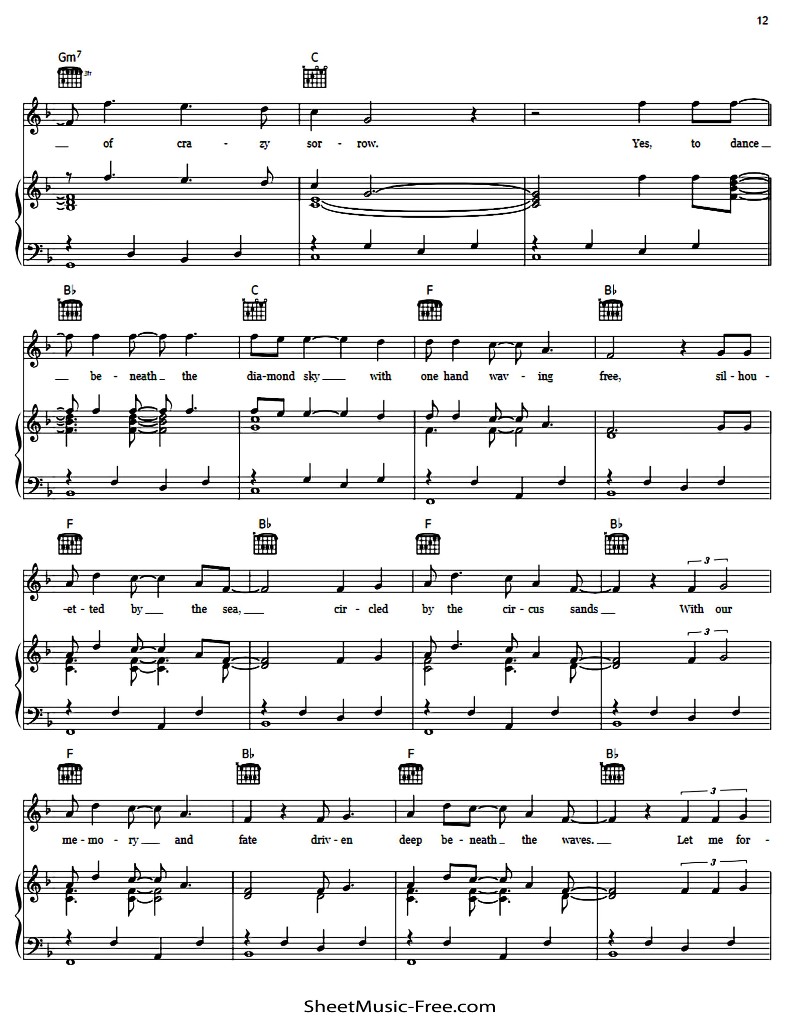 12
Gm7 C
3fr
of cra - zy sor - row. Yes, to dance
B♭ C F B♭
be - neath the dia-mond sky with one hand wav - ing free, sil - hou -
F B♭ F B♭
3
-et - ted by the sea, cir - cled by the cir - cus sands With our
3
F B♭ F B♭
3
me - mo - ry and fate driv - en deep be - neath the waves. Let me for -
3
SheetMusic-Free.com